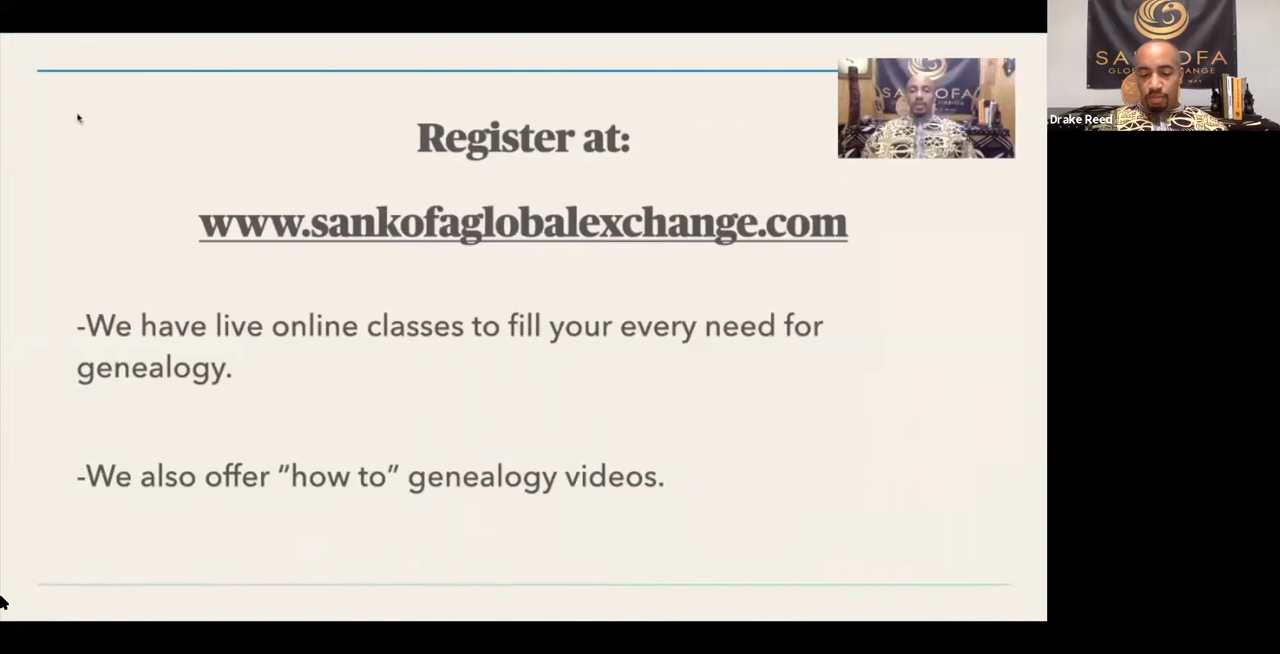 Register at:
www.sankofaglobalexchange.com
-We have live online classes to fill your every need for
genealogy.
-We also offer “how to” genealogy videos.
Drake Reed